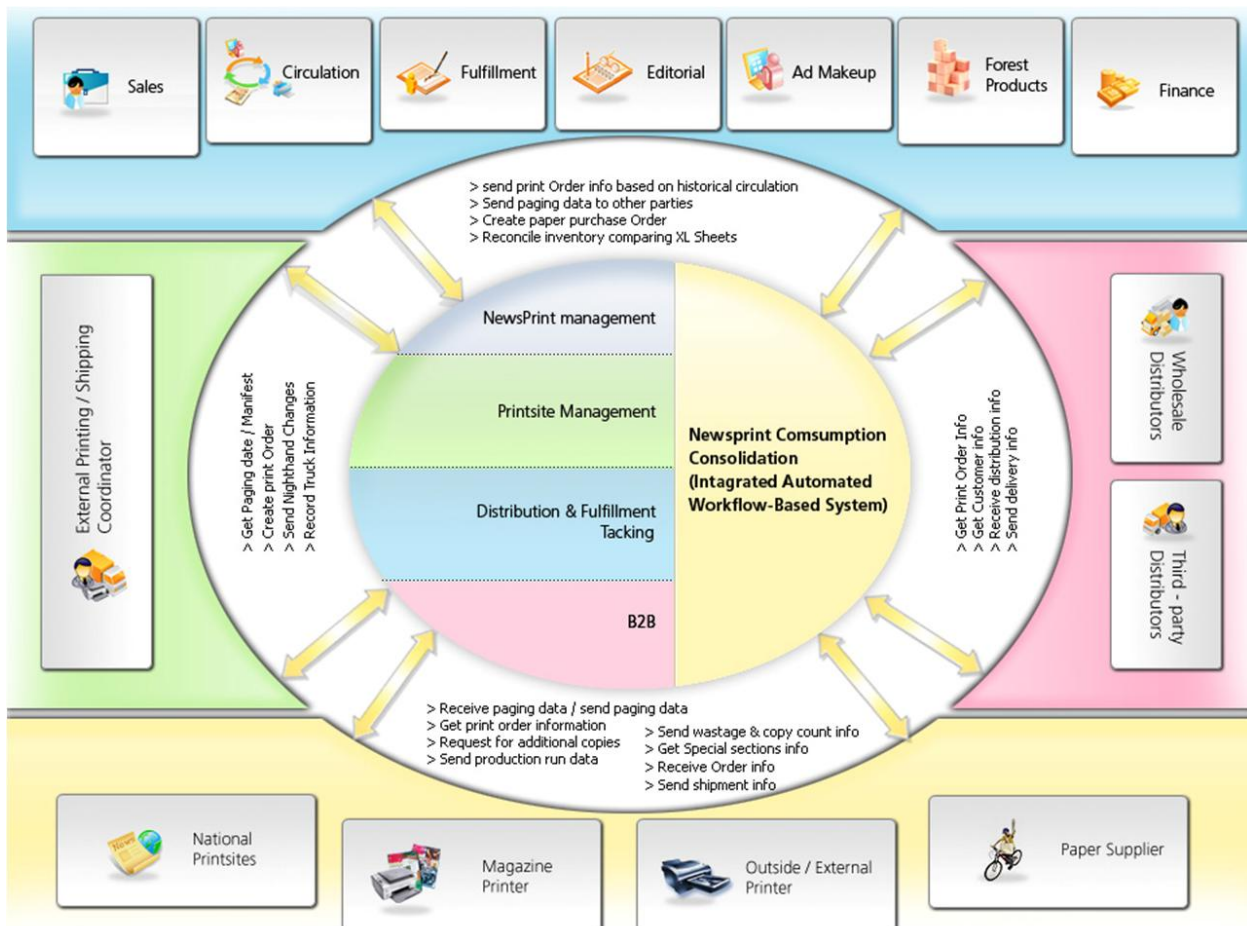 Sales
Circulation
Fulfillment
Editorial
Ad Makeup
Forest
Products
Finance
> send print Order info based on historical circulation
> Send paging data to other parties
> Create paper purchase Order
> Reconcile inventory comparing XL Sheets
External Printing / Shipping
Coordinator
> Get Paging date / Manifest
> Create print Order
> Send Nighthand Changes
> Record Truck Information
NewsPrint management
Printsite Management
Distribution & Fulfillment
Tacking
B2B
Newsprint Comsumption
Consolidation
(Intagrated Automated
Workflow-Based System)
> Get Print Order Info
> Get Customer info
> Receive distribution info
> Send delivery info
Wholesale
Distributors
Third - party
Distributors
> Receive paging data / send paging data
> Get print order information
> Request for additional copies
> Send production run data
> Send wastage & copy count info
> Get Special sections info
> Receive Order info
> Send shipment info
News
National
Printsites
Magazine
Printer
Outside / External
Printer
Paper Supplier